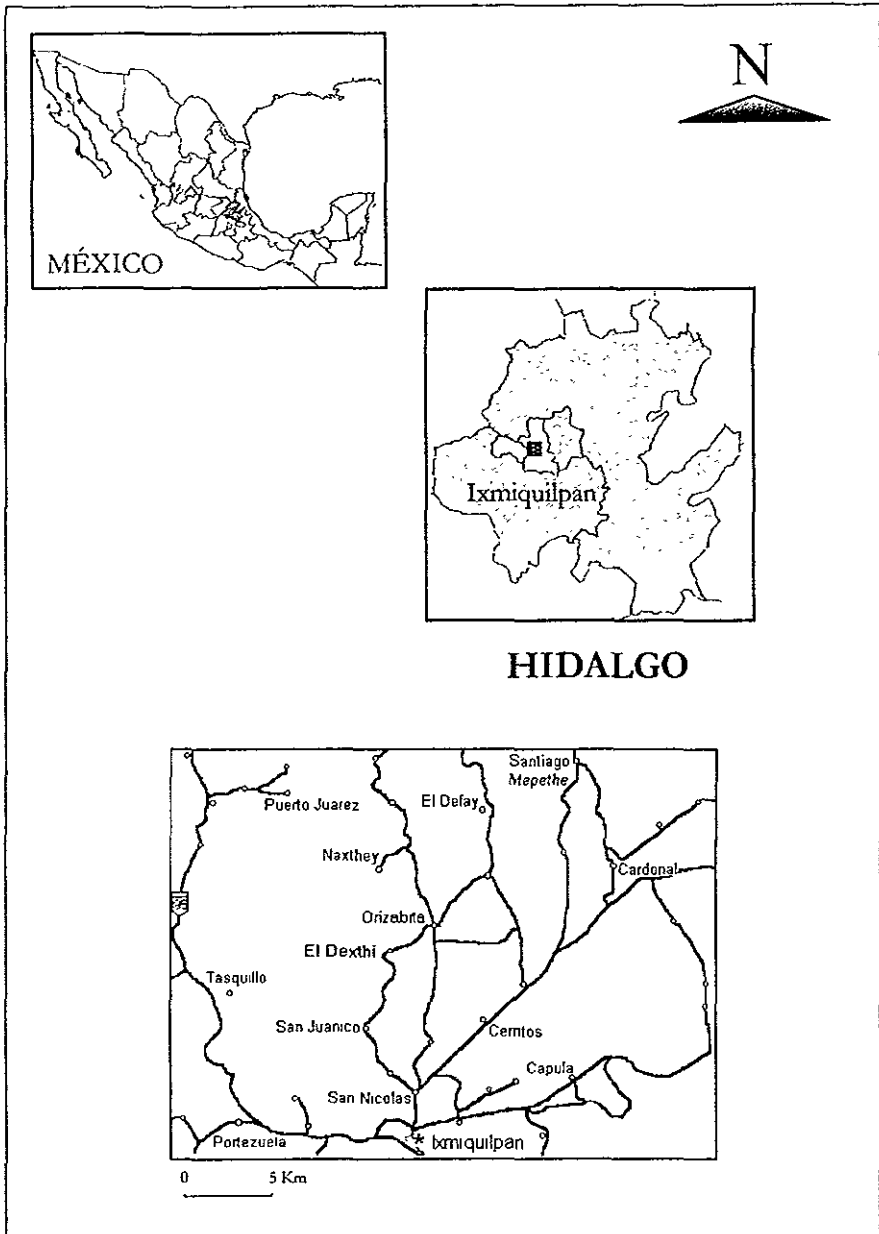 N
MÉXICO
Ixmiquilpan
HIDALGO
Santiago
Mepethe
Puerto Juarez
El Defay
Naxthey
Cardonal
Orizabita
El Dexthi
Tasquillo
San Juanico
Cerritos
Capula
San Nicolas
Portezuela
* Ixmiquilpan
0 5 Km